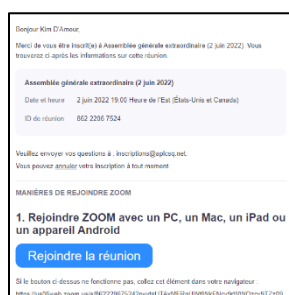 Bonjour Kim D'Amour,
Merci de vous être inscrit(e) à Assemblée générale extraordinaire (2 juin 2022). Vous
trouverez ci-après les informations sur cette réunion.
Assemblée générale extraordinaire (2 juin 2022)
Date et heure 2 juin 2022 19:00 Heure de l'Est (États-Unis et Canada)
ID de réunion 862 2286 7524
Veuillez envoyer vos questions à : inscriptions@aplcsq.net.
Vous pouvez annuler votre inscription à tout moment
MANIÈRES DE REJOINDRE ZOOM
1. Rejoindre ZOOM avec un PC, un Mac, un iPad ou
un appareil Android
Rejoindre la réunion
Si le bouton ci-dessus ne fonctionne pas, collez cet élément dans votre navigateur :